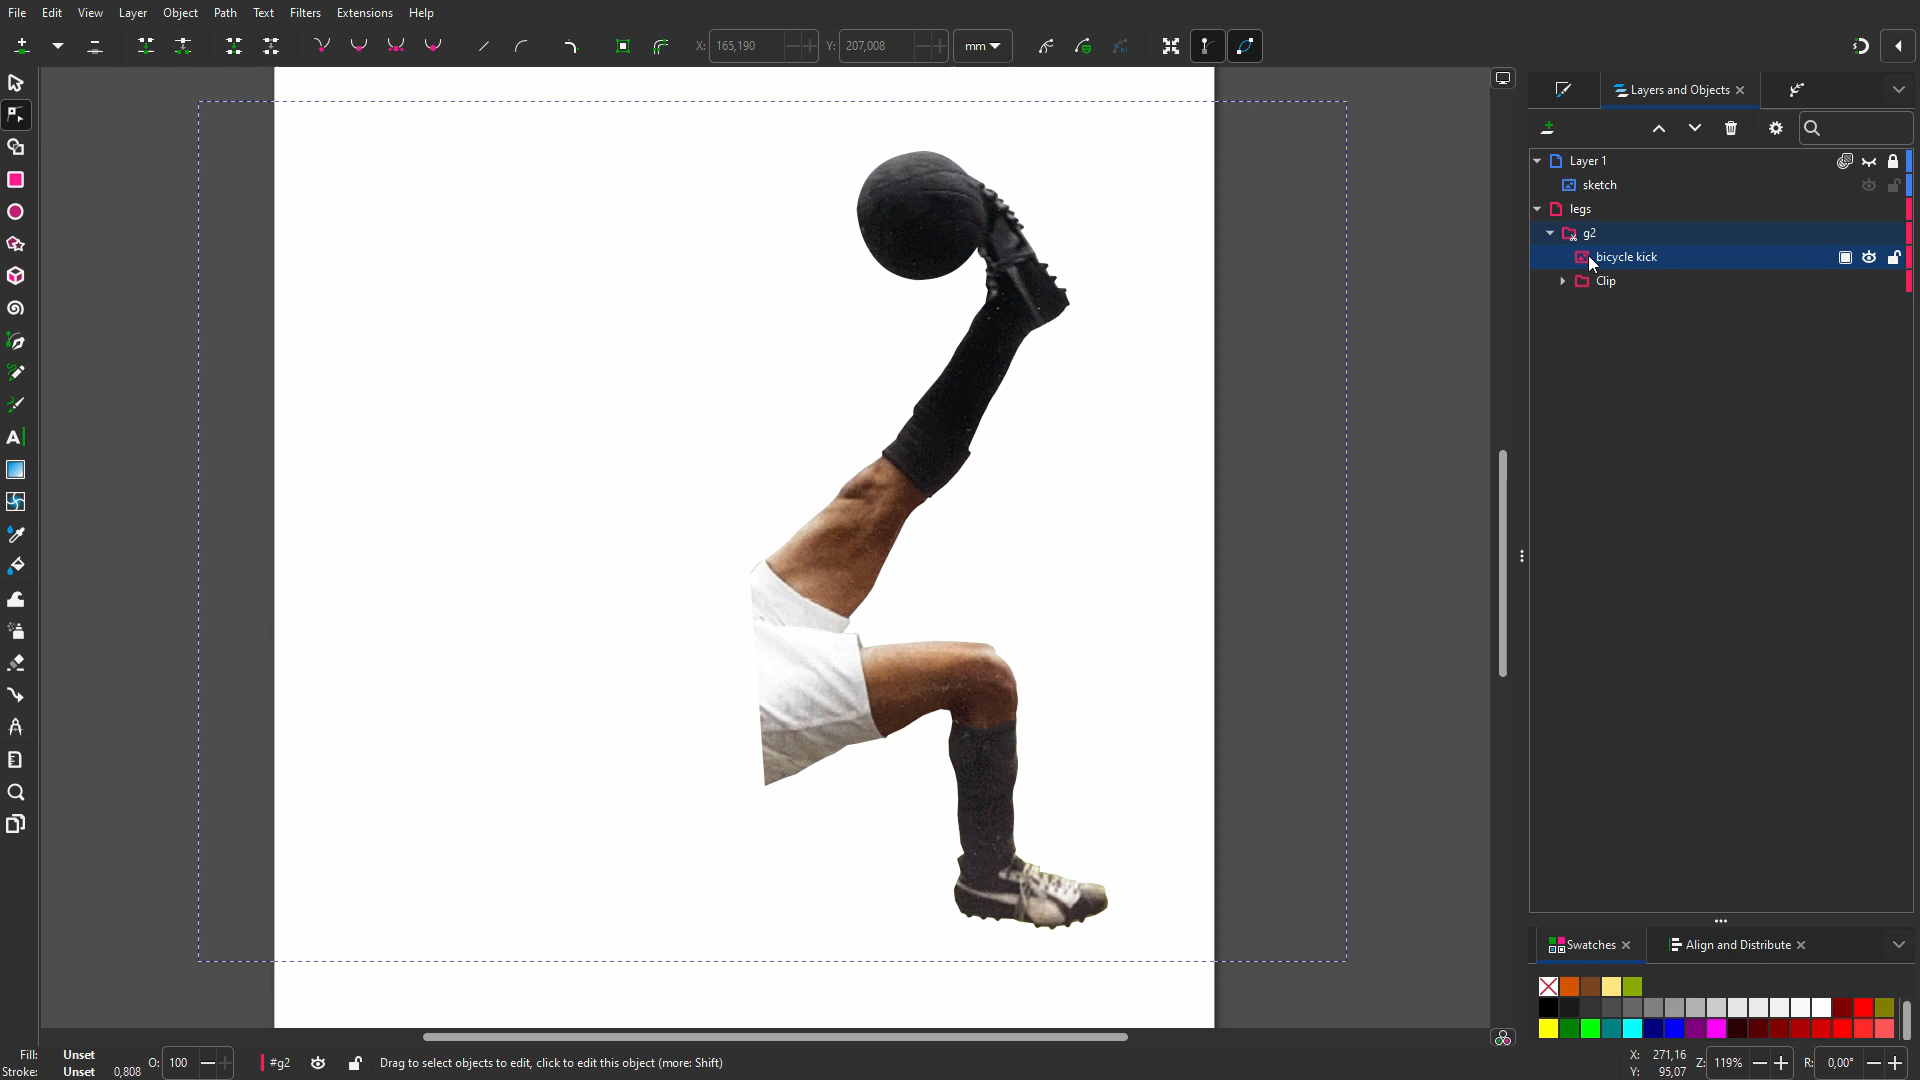 File Edit View Layer Object Path Text Filters Extensions Help
X: 165,190 Y: 207,008 mm
Layers and Objects
Layer 1
sketch
legs
g2
bicycle kick
Clip
Swatches Align and Distribute
Fill: Unset O: 100 #g2 Drag to select objects to edit, click to edit this object (more: Shift) X: 271,16 Z: 119% R: 0,00°
Stroke: Unset 0,808 Y: 95,07